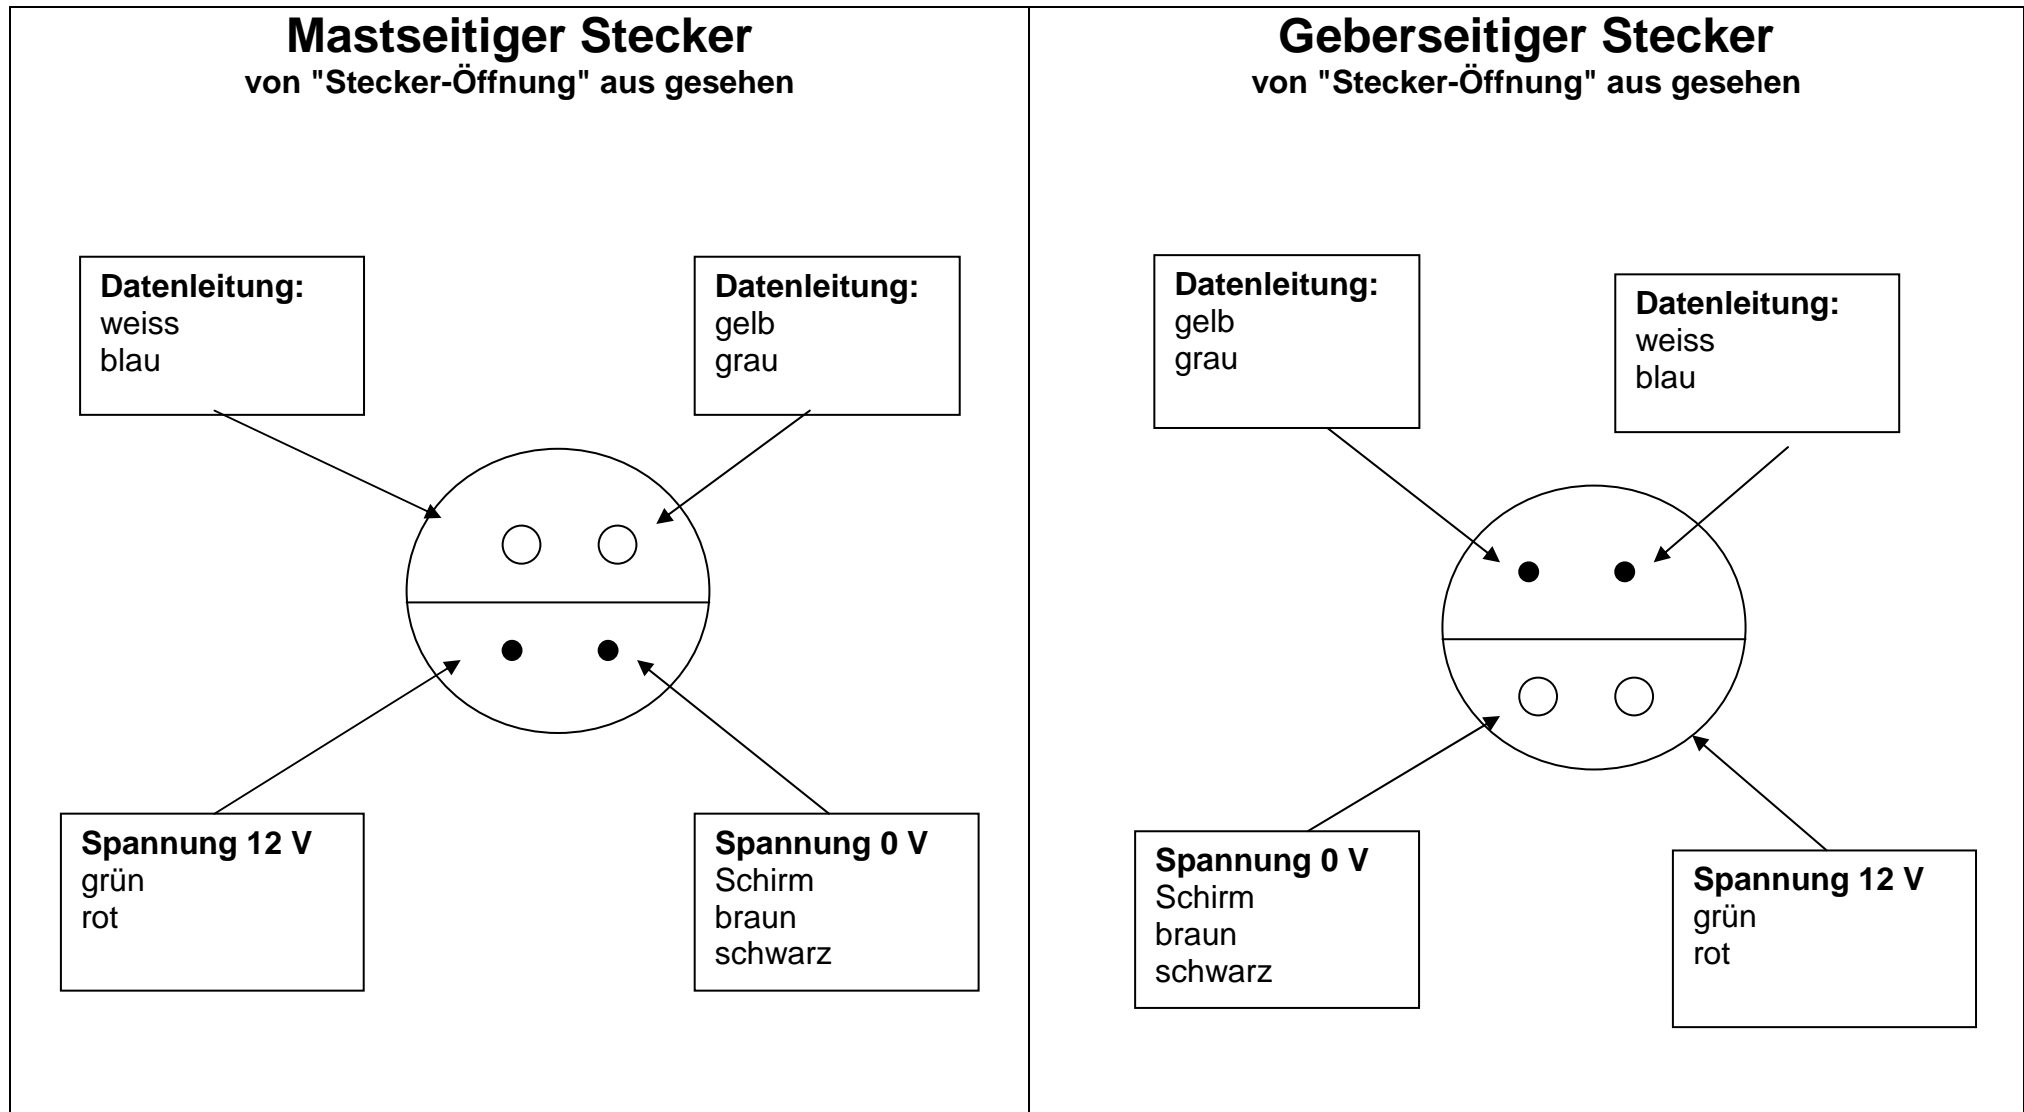 Mastseitiger Stecker
von "Stecker-Öffnung" aus gesehen
Datenleitung:
weiss
blau
Datenleitung:
gelb
grau
Spannung 12 V
grün
rot
Spannung 0 V
Schirm
braun
schwarz
Geberseitiger Stecker
von "Stecker-Öffnung" aus gesehen
Datenleitung:
gelb
grau
Datenleitung:
weiss
blau
Spannung 0 V
Schirm
braun
schwarz
Spannung 12 V
grün
rot